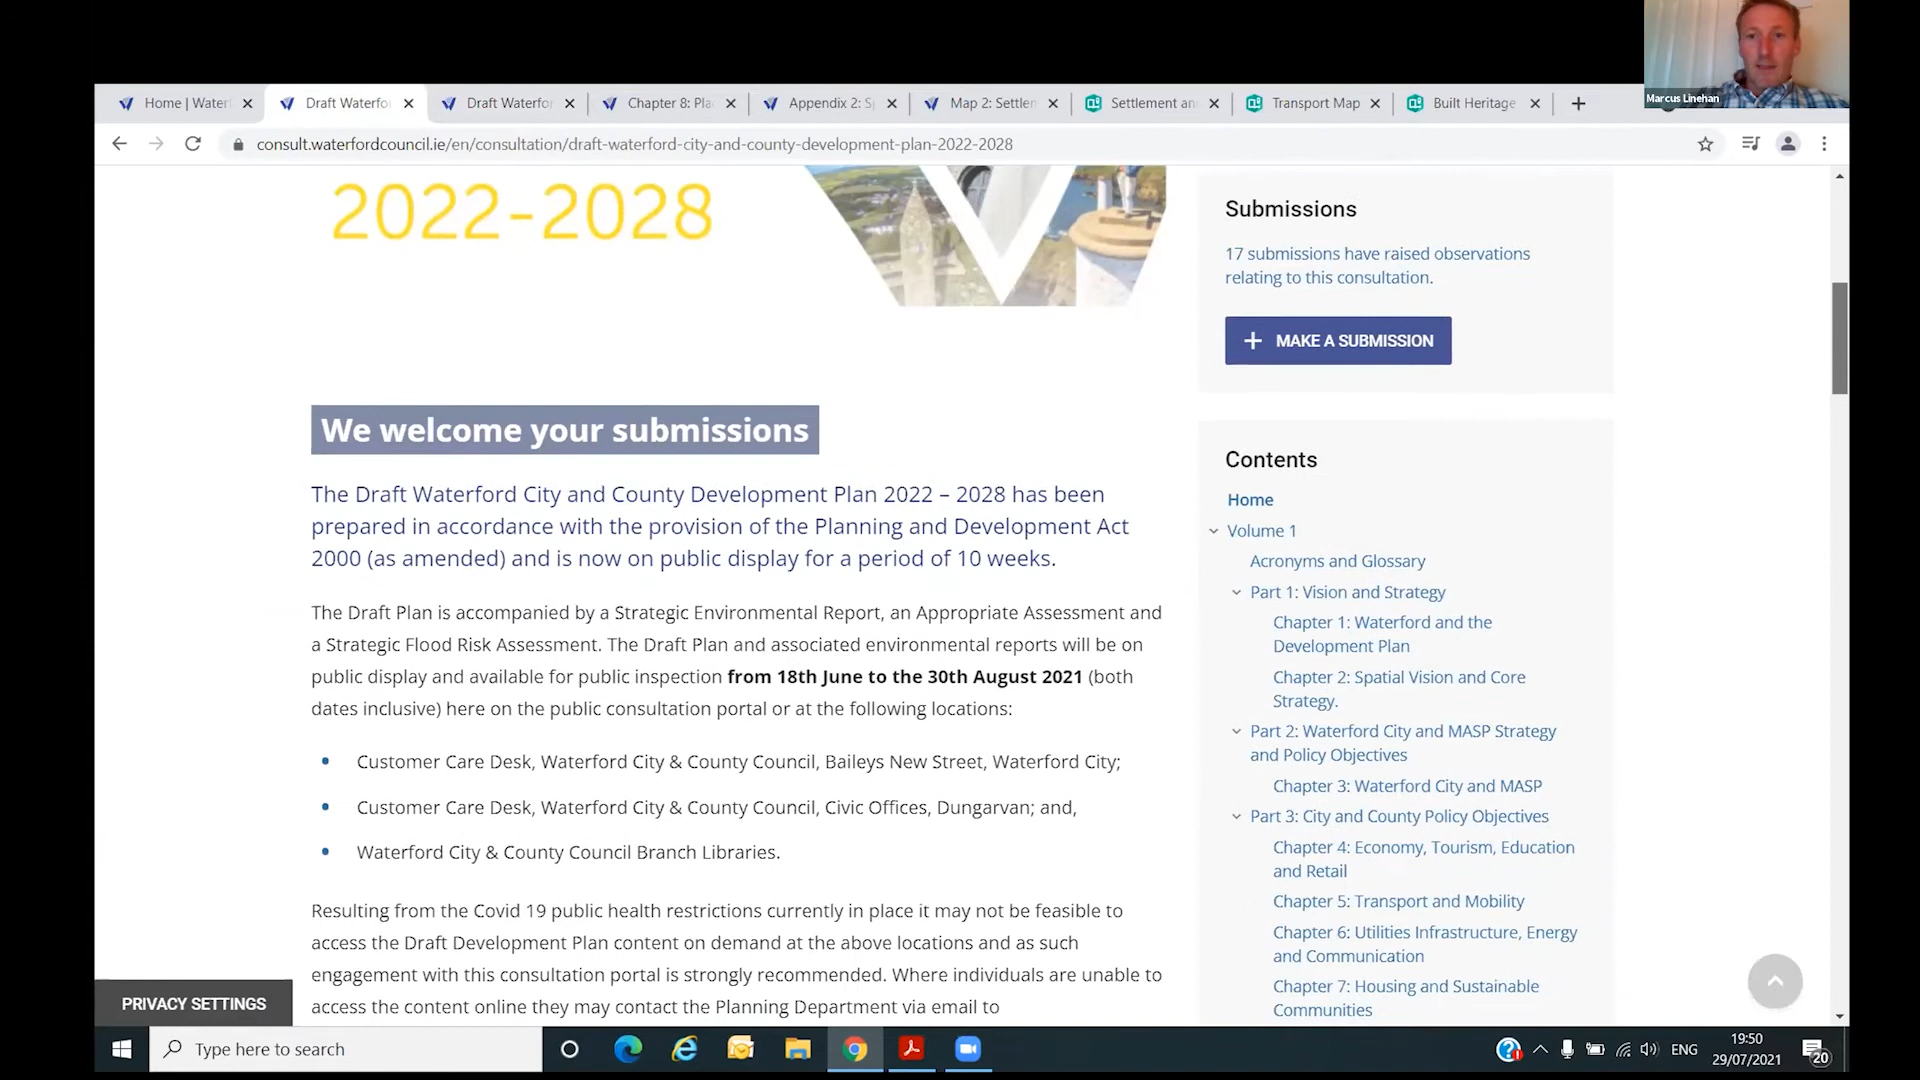 Marcus Linehan
Home | Water
Draft Waterfo
Draft Waterfor
Chapter 8: Pla
Appendix 2: S
Map 2: Settlem
Settlement an
Transport Map
Built Heritage
consult.waterfordcouncil.ie/en/consultation/draft-waterford-city-and-county-development-plan-2022-2028
2022-2028
We welcome your submissions
The Draft Waterford City and County Development Plan 2022 – 2028 has been
prepared in accordance with the provision of the Planning and Development Act
2000 (as amended) and is now on public display for a period of 10 weeks.
The Draft Plan is accompanied by a Strategic Environmental Report, an Appropriate Assessment and
a Strategic Flood Risk Assessment. The Draft Plan and associated environmental reports will be on
public display and available for public inspection from 18th June to the 30th August 2021 (both
dates inclusive) here on the public consultation portal or at the following locations:
• Customer Care Desk, Waterford City & County Council, Baileys New Street, Waterford City;
• Customer Care Desk, Waterford City & County Council, Civic Offices, Dungarvan; and,
• Waterford City & County Council Branch Libraries.
Resulting from the Covid 19 public health restrictions currently in place it may not be feasible to
access the Draft Development Plan content on demand at the above locations and as such
engagement with this consultation portal is strongly recommended. Where individuals are unable to
access the content online they may contact the Planning Department via email to
Submissions
17 submissions have raised observations
relating to this consultation.
+ MAKE A SUBMISSION
Contents
Home
Volume 1
Acronyms and Glossary
Part 1: Vision and Strategy
Chapter 1: Waterford and the
Development Plan
Chapter 2: Spatial Vision and Core
Strategy.
Part 2: Waterford City and MASP Strategy
and Policy Objectives
Chapter 3: Waterford City and MASP
Part 3: City and County Policy Objectives
Chapter 4: Economy, Tourism, Education
and Retail
Chapter 5: Transport and Mobility
Chapter 6: Utilities Infrastructure, Energy
and Communication
Chapter 7: Housing and Sustainable
Communities
PRIVACY SETTINGS
Type here to search
ENG
19:50
29/07/2021
20